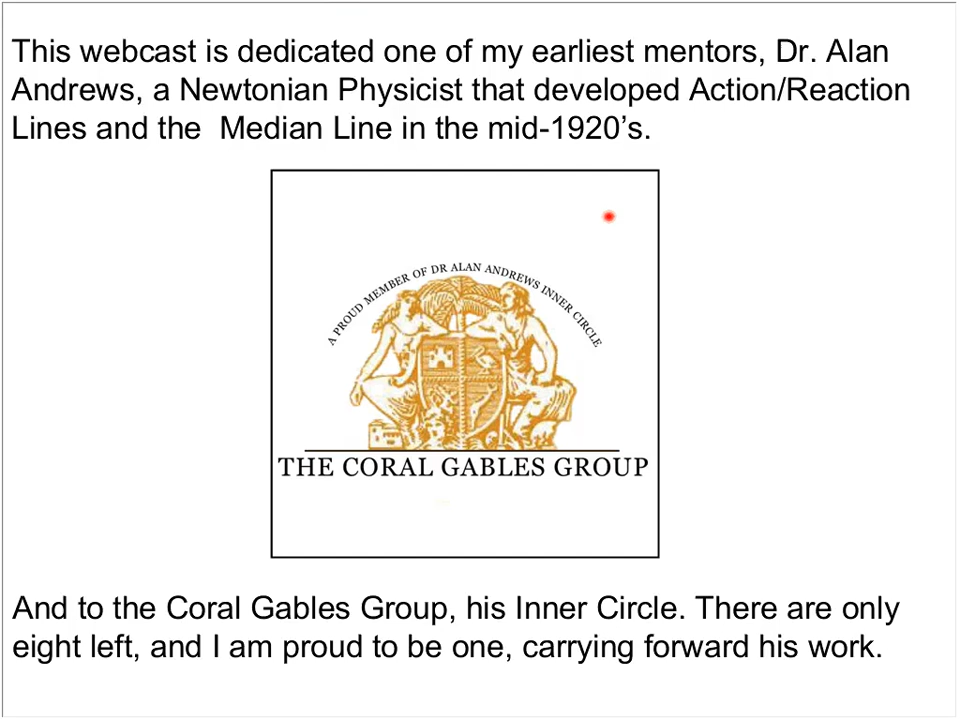 This webcast is dedicated one of my earliest mentors, Dr. Alan
Andrews, a Newtonian Physicist that developed Action/Reaction
Lines and the  Median Line in the mid-1920’s.
A PROUD MEMBER OF DR ALAN ANDREWS INNER CIRCLE
THE CORAL GABLES GROUP
And to the Coral Gables Group, his Inner Circle. There are only
eight left, and I am proud to be one, carrying forward his work.